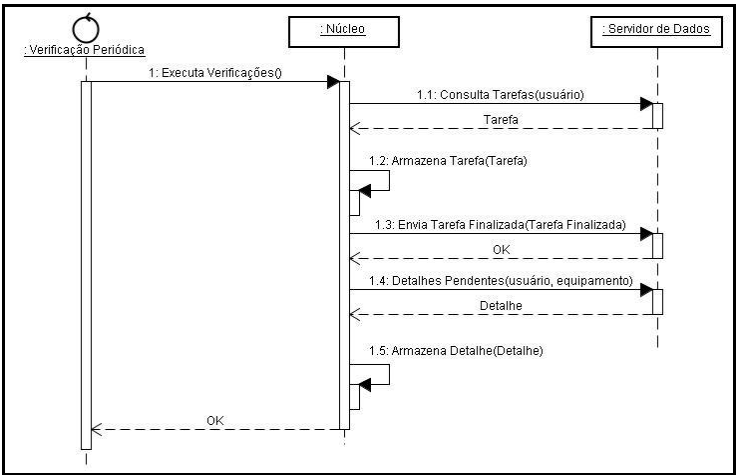 : Verificação Periódica
: Núcleo
: Servidor de Dados
1: Executa Verificações()
1.1: Consulta Tarefas(usuário)
Tarefa
1.2: Armazena Tarefa(Tarefa)
1.3: Envia Tarefa Finalizada(Tarefa Finalizada)
OK
1.4: Detalhes Pendentes(usuário, equipamento)
Detalhe
1.5: Armazena Detalhe(Detalhe)
OK